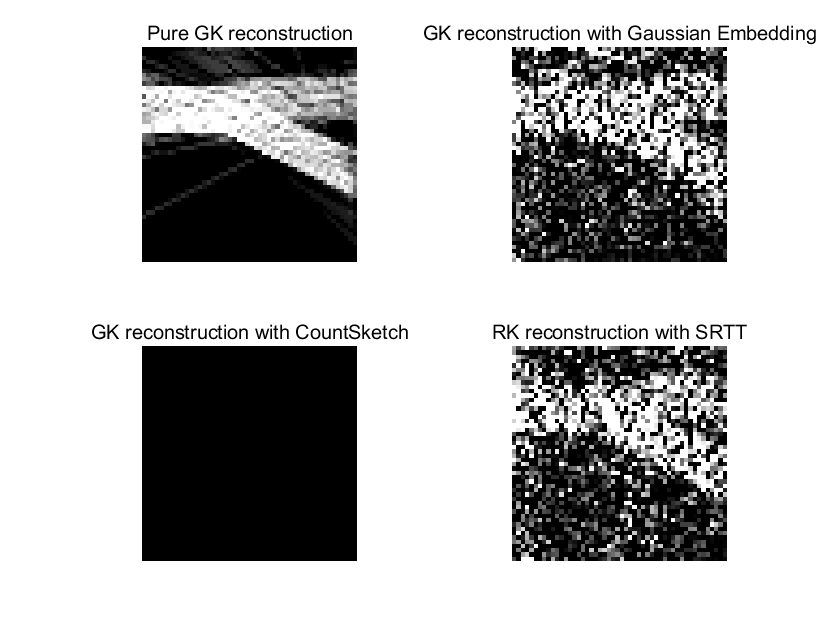 Pure GK reconstruction
GK reconstruction with Gaussian Embedding
GK reconstruction with CountSketch
RK reconstruction with SRTT